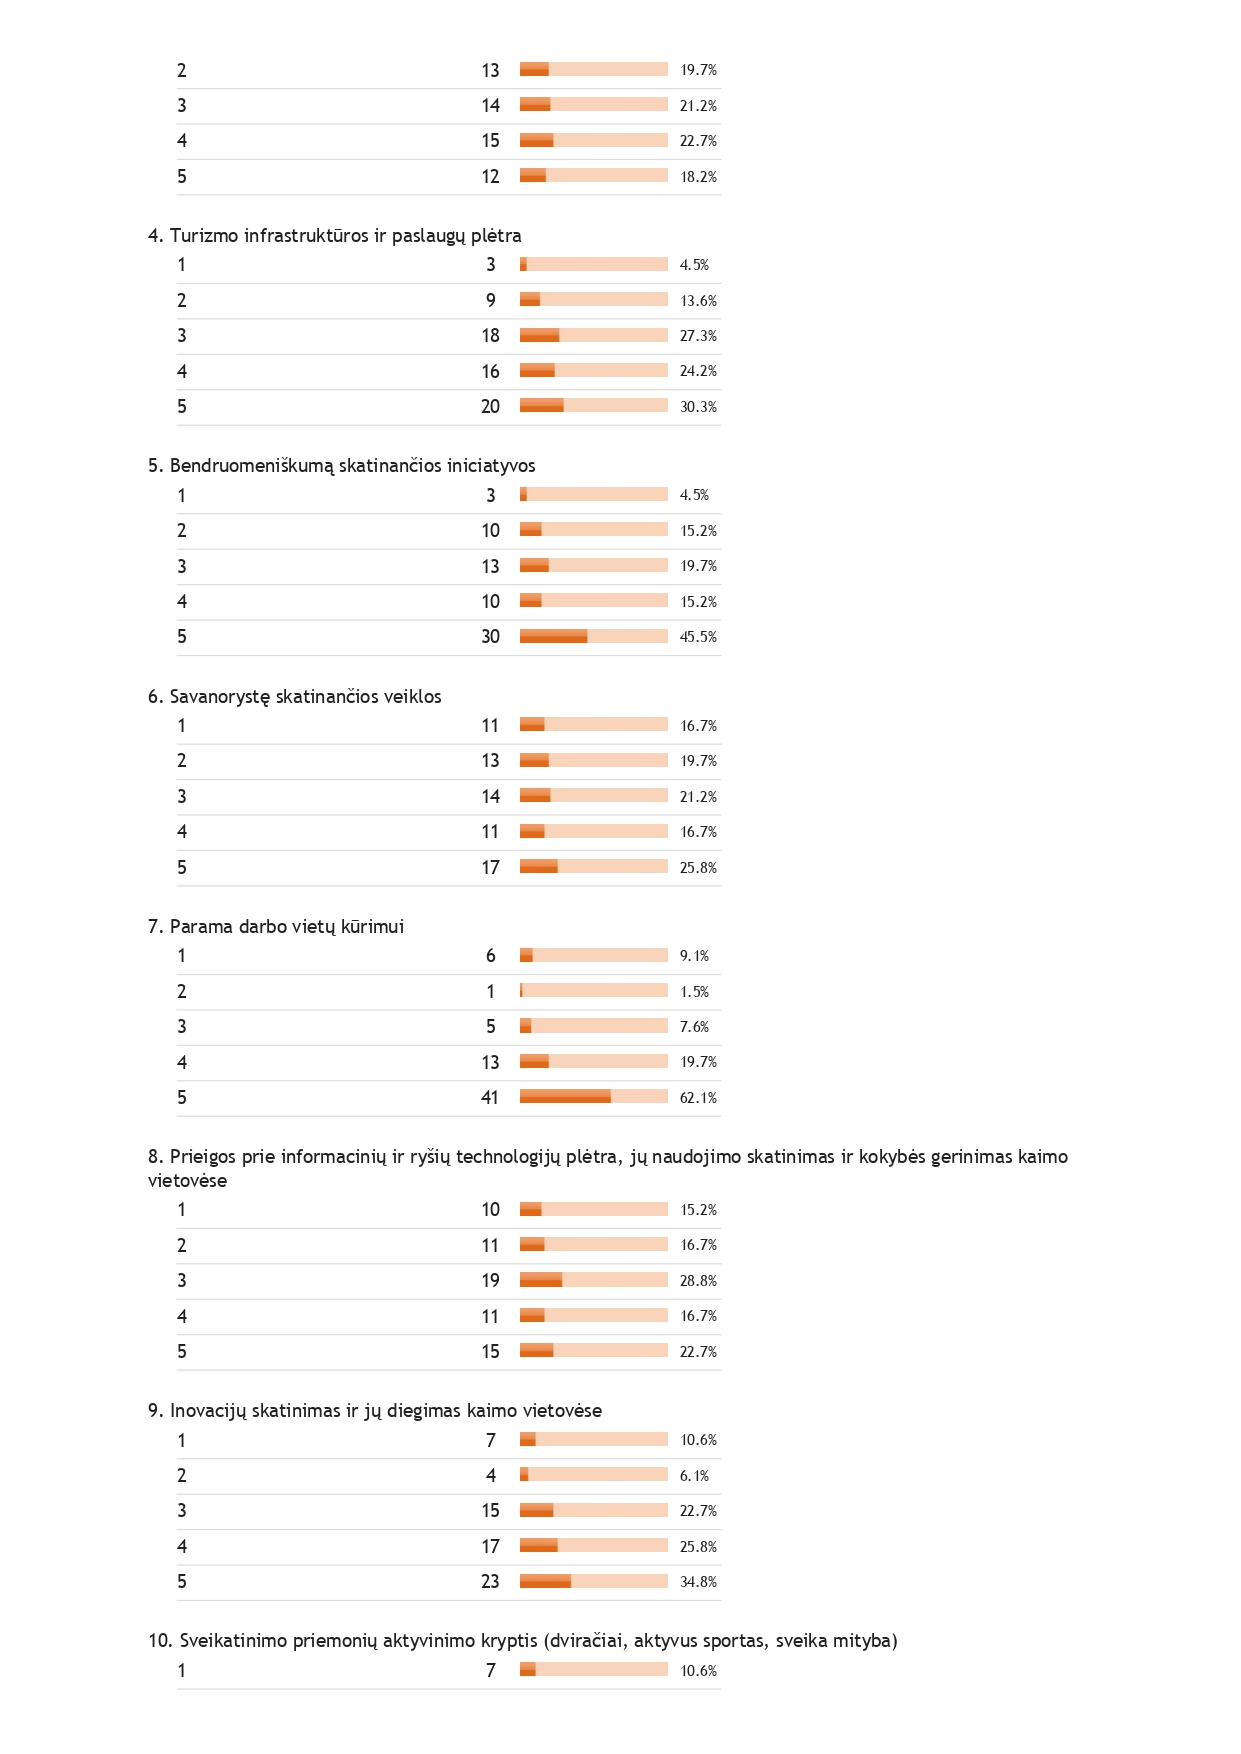 2 13 19.7%
3 14 21.2%
4 15 22.7%
5 12 18.2%
4. Turizmo infrastruktūros ir paslaugų plėtra
1 3 4.5%
2 9 13.6%
3 18 27.3%
4 16 24.2%
5 20 30.3%
5. Bendruomeniškumą skatinančios iniciatyvos
1 3 4.5%
2 10 15.2%
3 13 19.7%
4 10 15.2%
5 30 45.5%
6. Savanorystę skatinančios veiklos
1 11 16.7%
2 13 19.7%
3 14 21.2%
4 11 16.7%
5 17 25.8%
7. Parama darbo vietų kūrimui
1 6 9.1%
2 1 1.5%
3 5 7.6%
4 13 19.7%
5 41 62.1%
8. Prieigos prie informacinių ir ryšių technologijų plėtra, jų naudojimo skatinimas ir kokybės gerinimas kaimo
vietovėse
1 10 15.2%
2 11 16.7%
3 19 28.8%
4 11 16.7%
5 15 22.7%
9. Inovacijų skatinimas ir jų diegimas kaimo vietovėse
1 7 10.6%
2 4 6.1%
3 15 22.7%
4 17 25.8%
5 23 34.8%
10. Sveikatinimo priemonių aktyvinimo kryptis (dviračiai, aktyvus sportas, sveika mityba)
1 7 10.6%